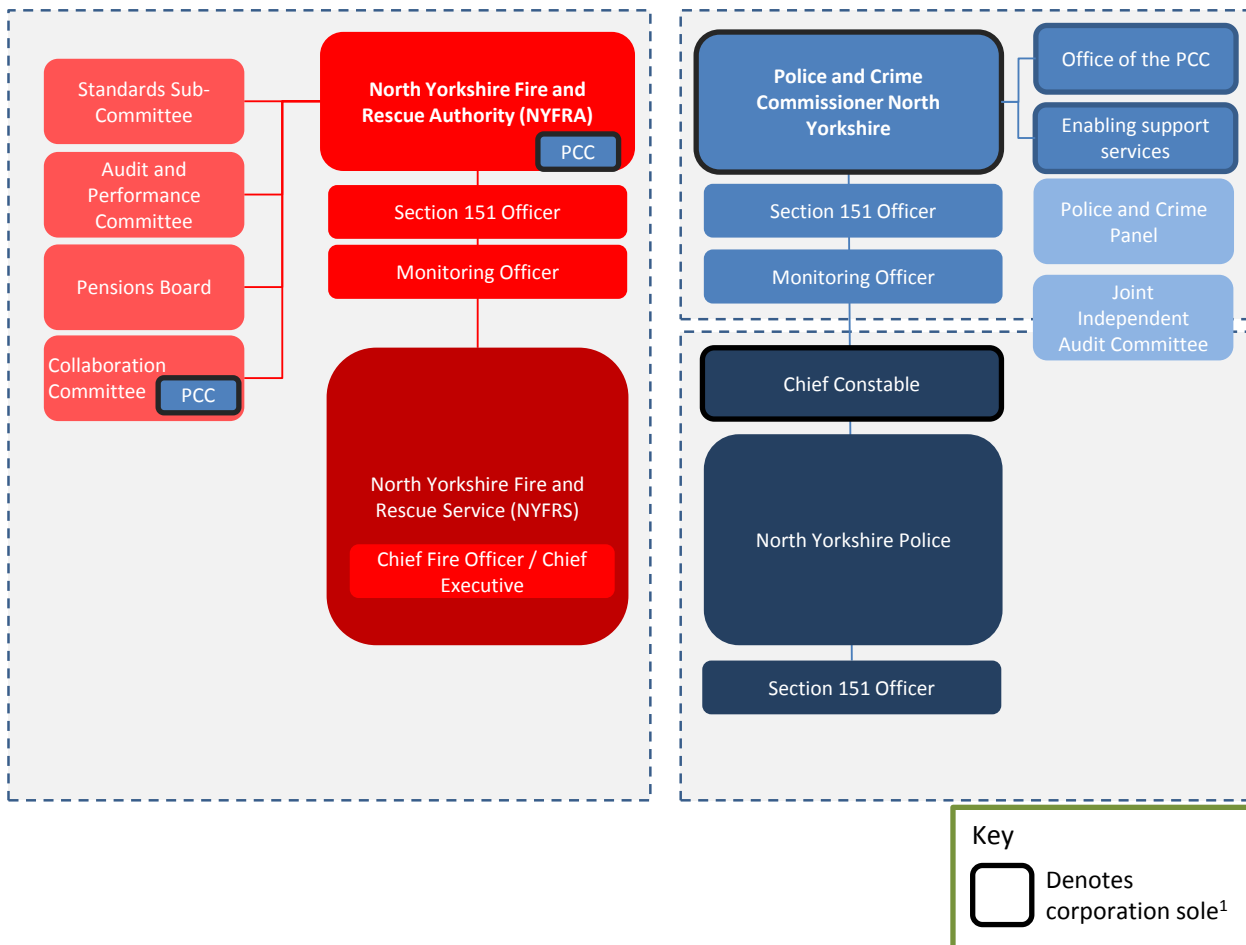 Standards Sub-
Committee
Audit and
Performance
Committee
Pensions Board
Collaboration
Committee
PCC
North Yorkshire Fire and
Rescue Authority (NYFRA)
PCC
Section 151 Officer
Monitoring Officer
North Yorkshire Fire and
Rescue Service (NYFRS)
Chief Fire Officer / Chief
Executive
Police and Crime
Commissioner North
Yorkshire
Section 151 Officer
Monitoring Officer
Office of the PCC
Enabling support
services
Police and Crime
Panel
Joint
Independent
Audit Committee
Chief Constable
North Yorkshire Police
Section 151 Officer
Key
Denotes
corporation sole¹